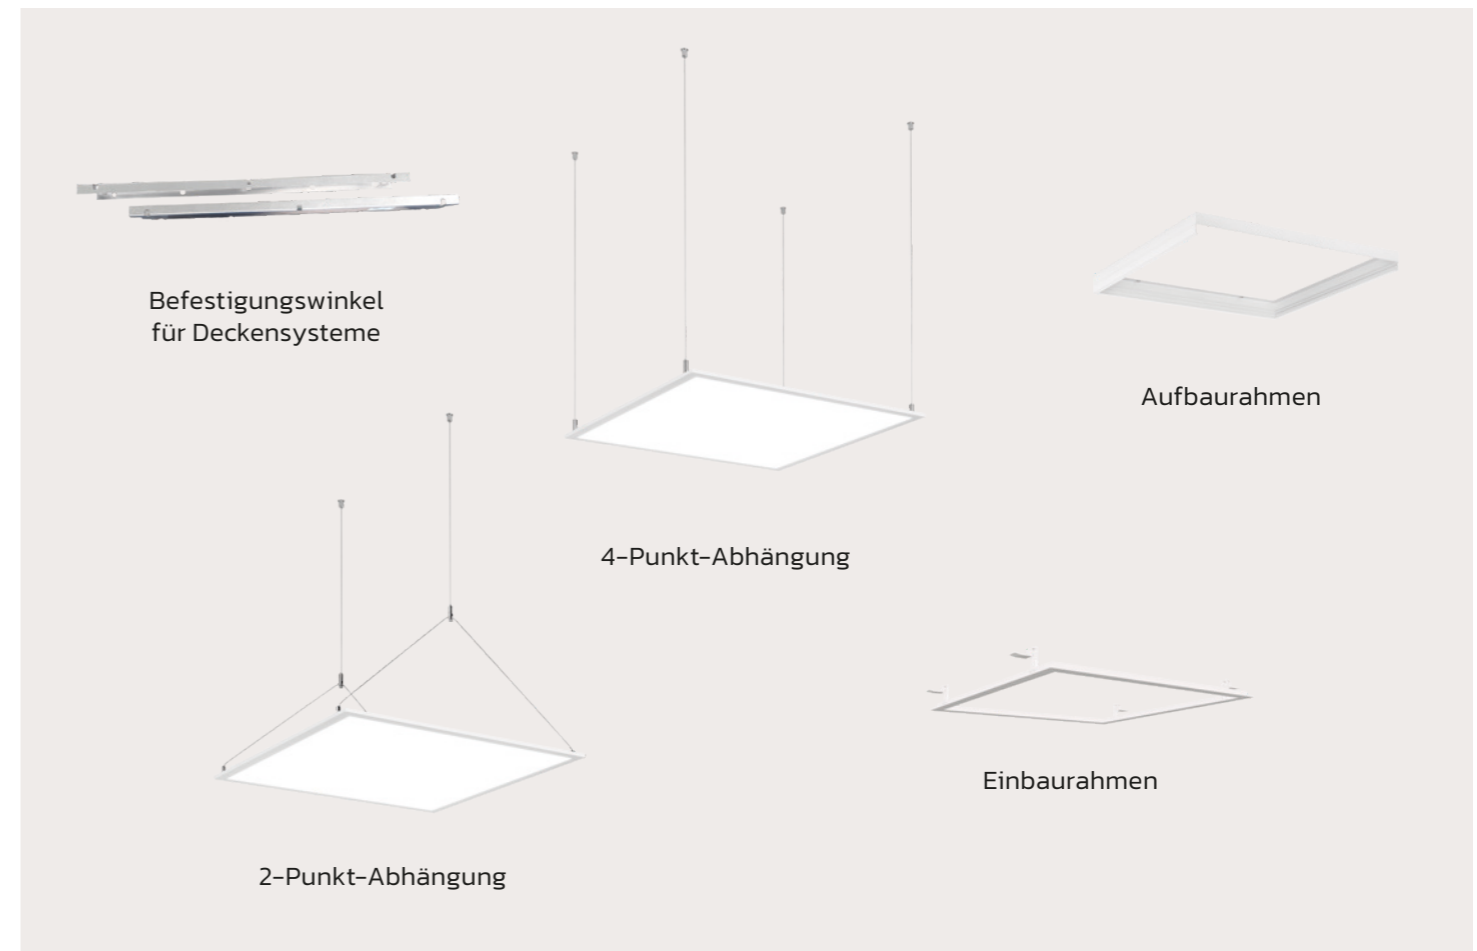 Befestigungswinkel
für Deckensysteme
4-Punkt-Abhängung
Aufbaurahmen
2-Punkt-Abhängung
Einbaurahmen